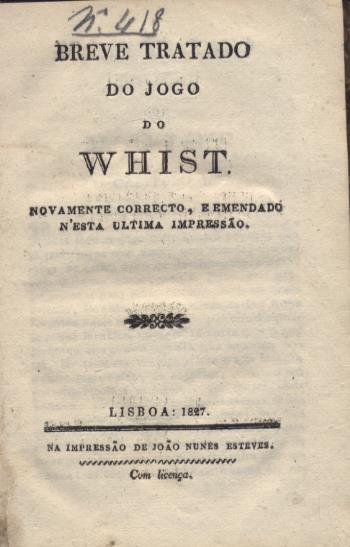 N. 418
BREVE TRATADO
DO JOGO
DO
WHIST.
NOVAMENTE CORRECTO, E EMENDADO
N'ESTA ULTIMA IMPRESSÃO.
LISBOA: 1827.
NA IMPRESSÃO DE JOÃO NUNES ESTEVES.
Com licença.